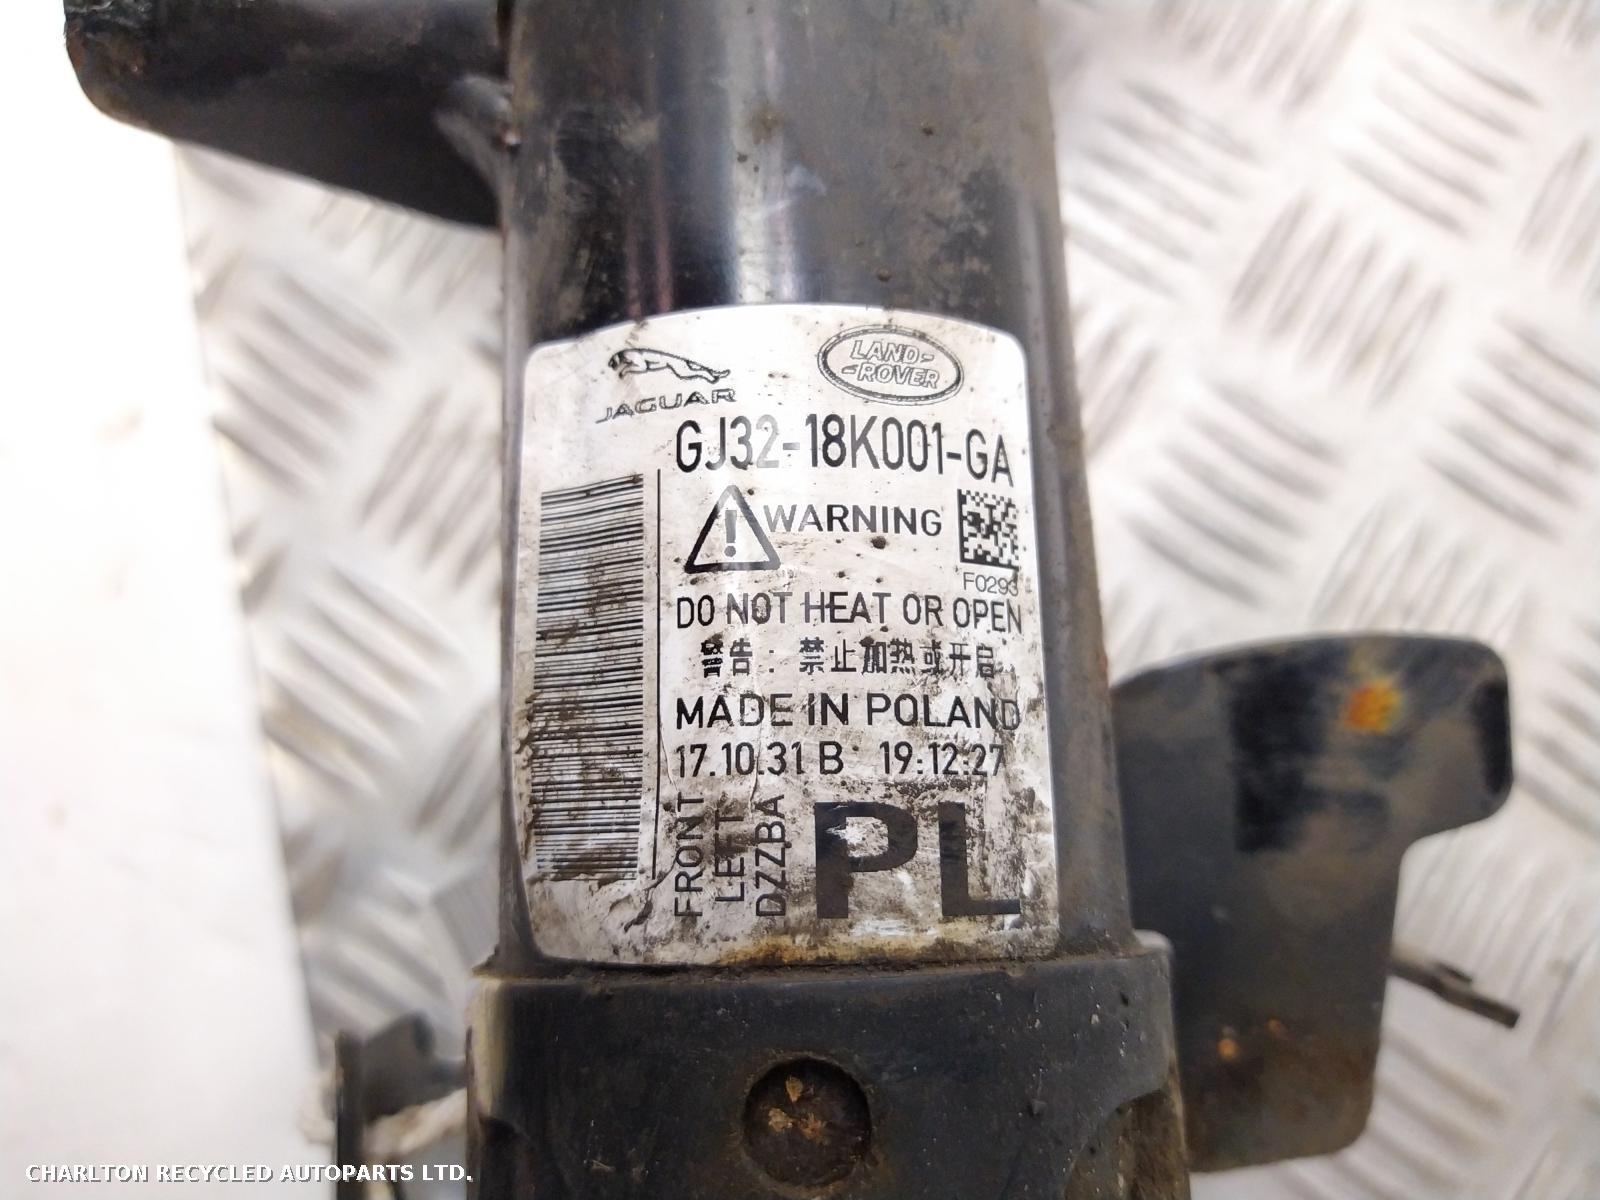 JAGUAR
LAND-
-ROVER
GJ32-18K001-GA
WARNING
F0293
DO NOT HEAT OR OPEN
警告：禁止加热或开启
MADE IN POLAND
17.10.31 B 19:12:27
FRONT
LEFT
DZZBA
PL
CHARLTON RECYCLED AUTOPARTS LTD.